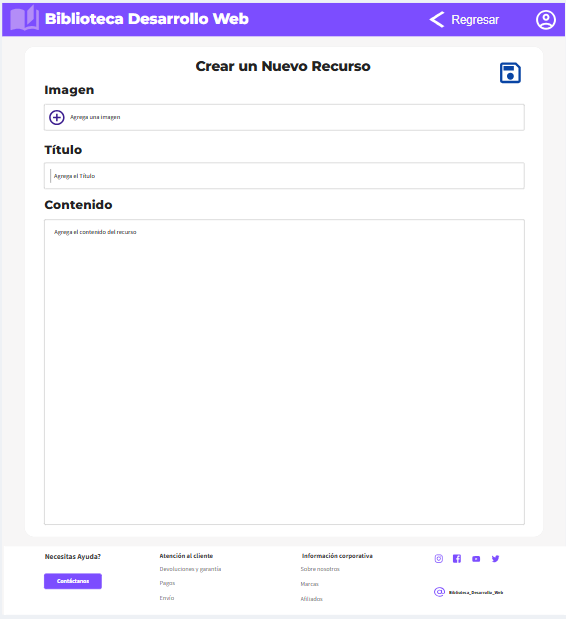 Biblioteca Desarrollo Web
Regresar
Crear un Nuevo Recurso
Imagen
Agrega una imagen
Título
Agrega el Título
Contenido
Agrega el contenido del recurso
Necesitas Ayuda?
Contáctanos
Atención al cliente
Devoluciones y garantía
Pagos
Envío
Información corporativa
Sobre nosotros
Marcas
Afiliados
Biblioteca_Desarrollo_Web